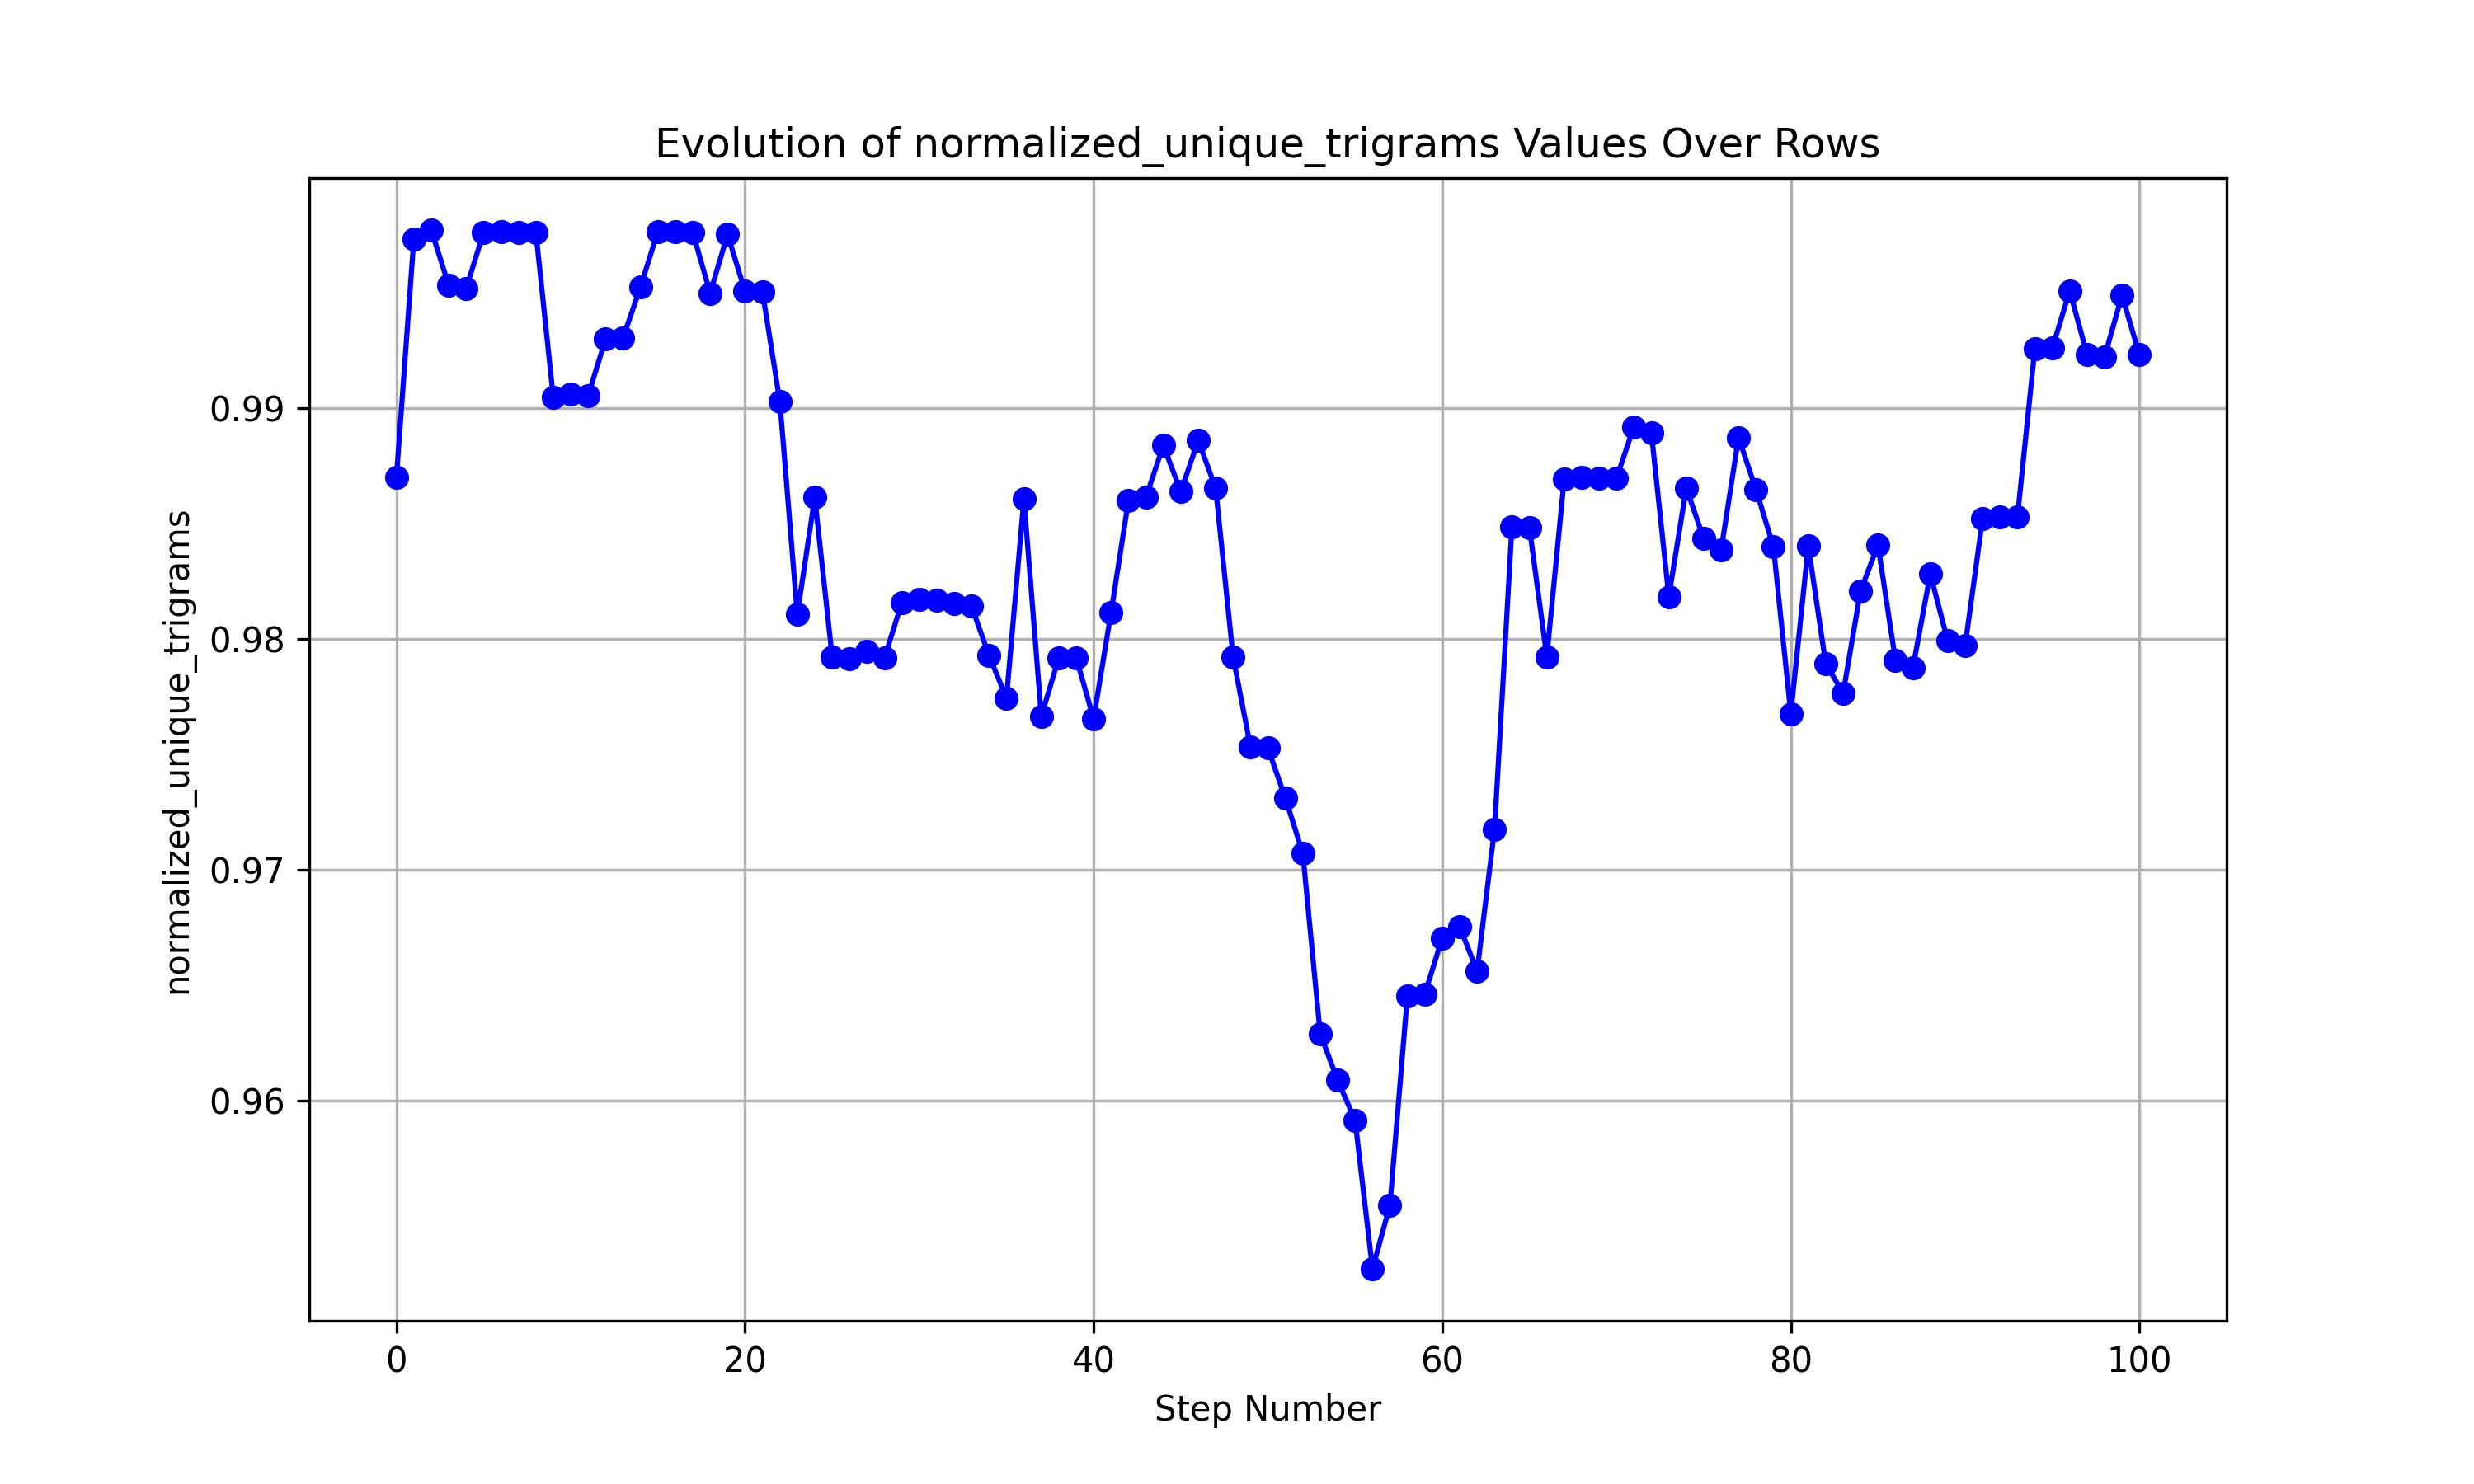 Evolution of normalized_unique_trigrams Values Over Rows
normalized_unique_trigrams
0.99
0.98
0.97
0.96
0 20 40 60 80 100
Step Number